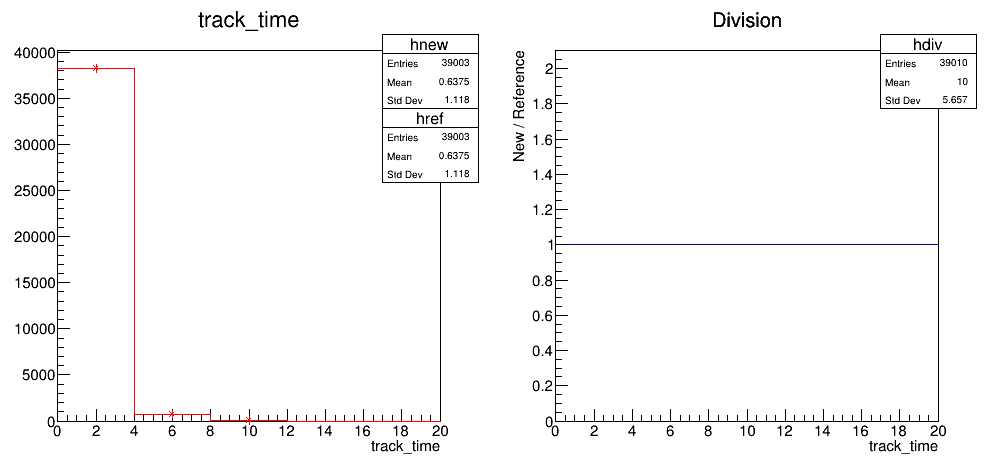 track_time
hnew
Entries 39003
Mean 0.6375
Std Dev 1.118
href
Entries 39003
Mean 0.6375
Std Dev 1.118
40000
35000
30000
25000
20000
15000
10000
5000
0
0 2 4 6 8 10 12 14 16 18 20
track_time
Division
hdiv
Entries 39010
Mean 10
Std Dev 5.657
New / Reference
2
1.8
1.6
1.4
1.2
1
0.8
0.6
0.4
0.2
0
0 2 4 6 8 10 12 14 16 18 20
track_time